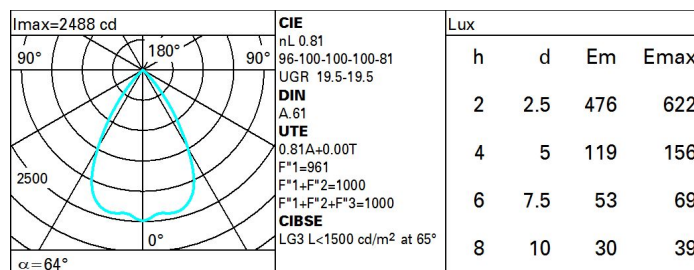 Imax=2488 cd
90° 180° 90°
2500
0°
α=64°
CIE
nL 0.81
96-100-100-100-81
UGR 19.5-19.5
DIN
A.61
UTE
0.81A+0.00T
F"1=961
F"1+F"2=1000
F"1+F"2+F"3=1000
CIBSE
LG3 L<1500 cd/m² at 65°
Lux
h d Em Emax
2 2.5 476 622
4 5 119 156
6 7.5 53 69
8 10 30 39